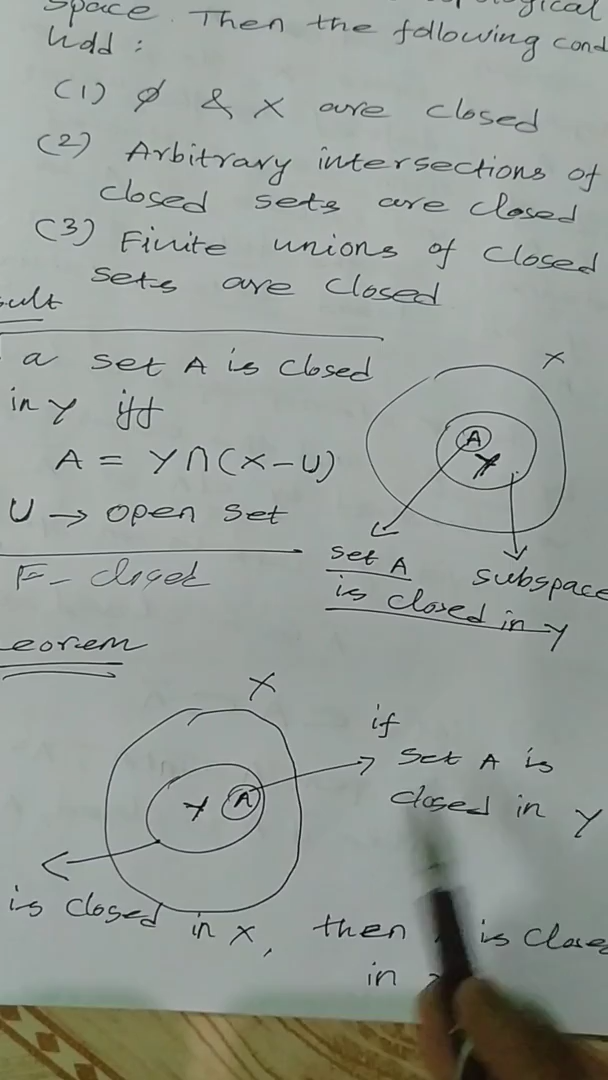 space. Then the following cond
hold :
(1) ϕ & X are closed
(2) Arbitrary intersections of
closed sets are closed
(3) Finite unions of closed
sets are closed
sult
a set A is closed
in Y iff
A = Y∩(X-U)
U → open set
F- closed
X
A
Y
set A
is closed in Y
subspace
eorem
X
Y
A
if
set A is
closed in Y
is closed in X,
then
is close
in